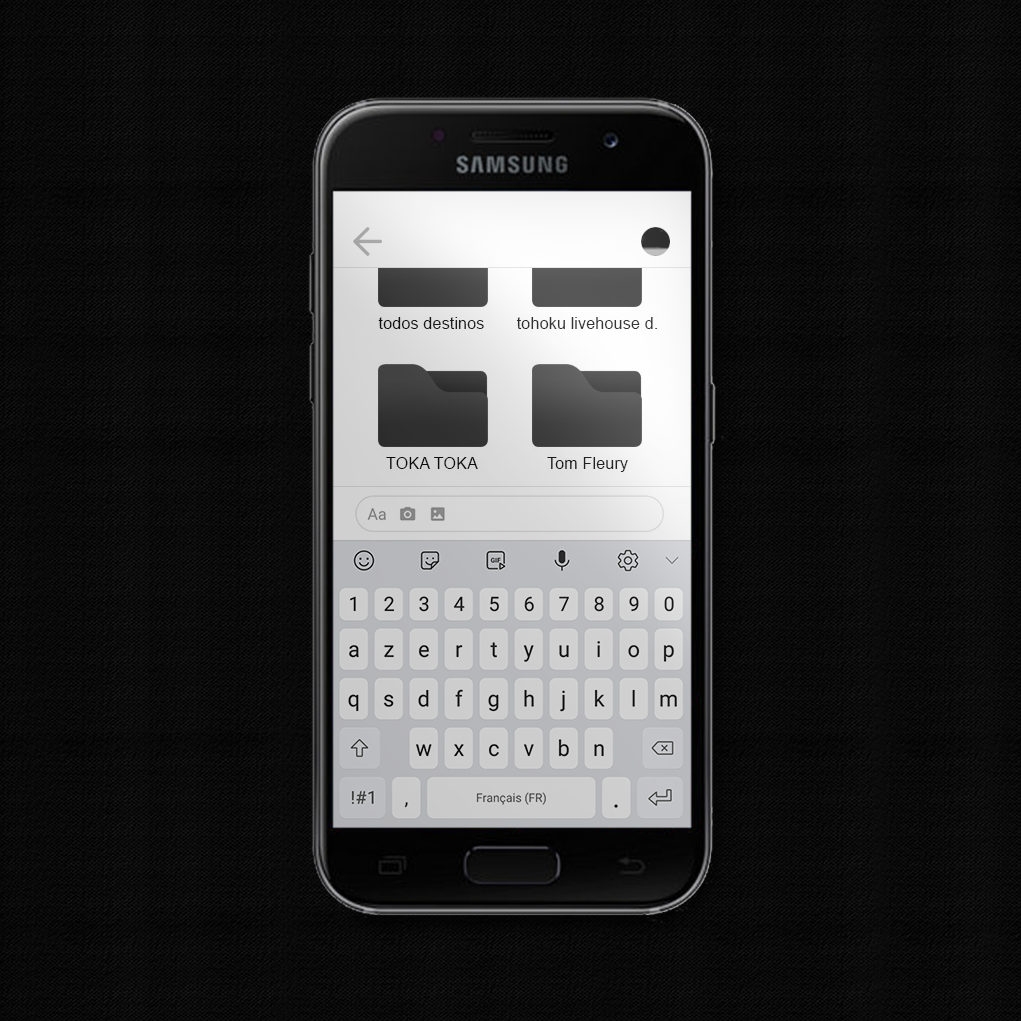 SAMSUNG
todos destinos
tohoku livehouse d.
TOKA TOKA
Tom Fleury
Aa
GIF
1 2 3 4 5 6 7 8 9 0
a z e r t y u i o p
q s d f g h j k l m
w x c v b n
!#1 , Français (FR) .